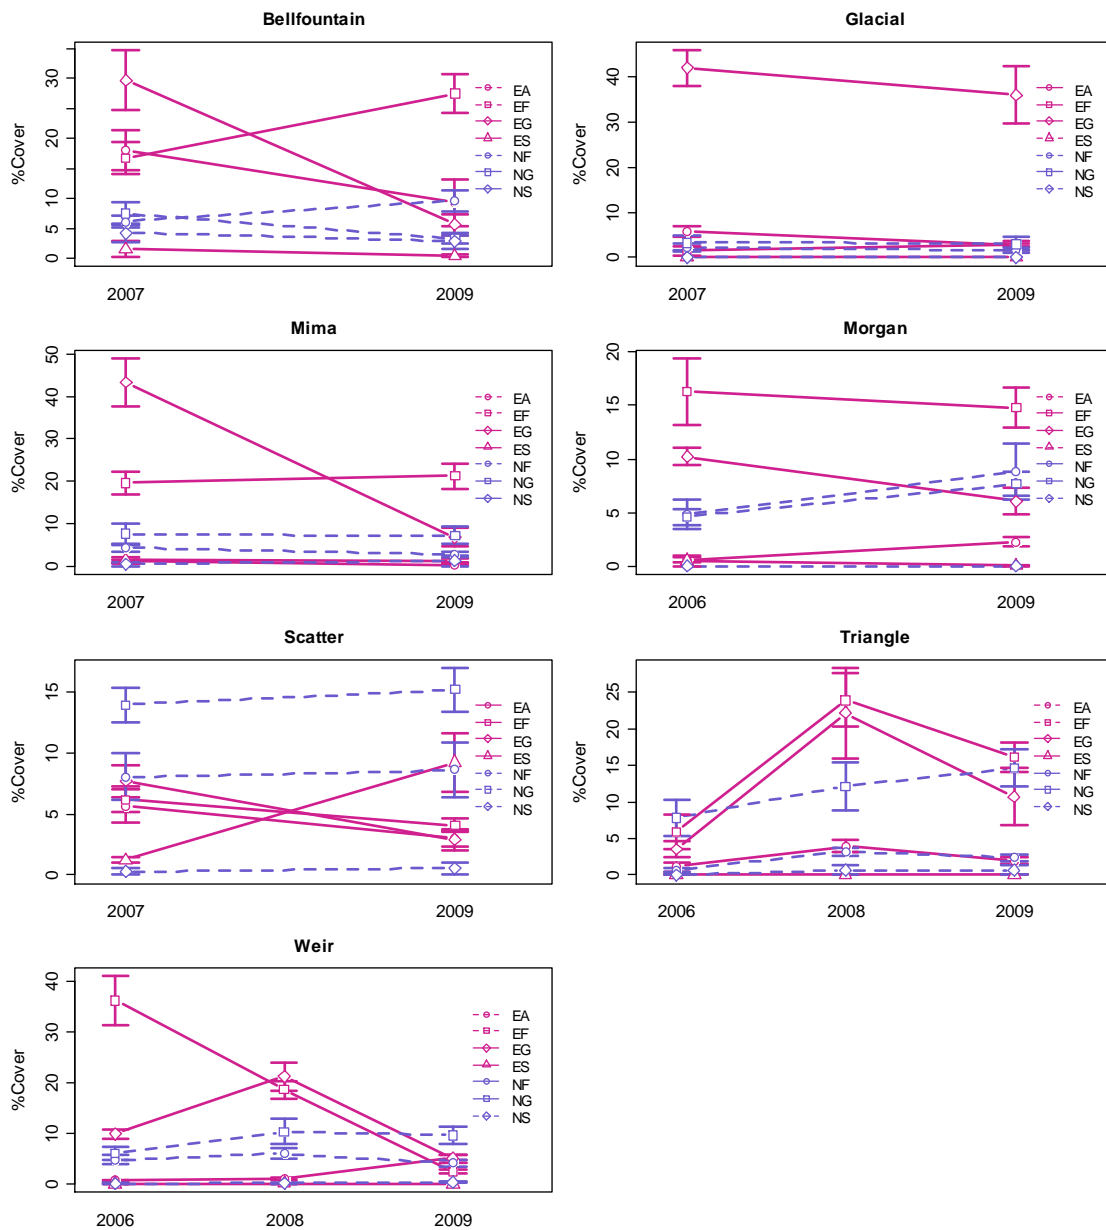 Bellfountain
%Cover
0
5
10
20
30
2007
2009
EA
EF
EG
ES
NF
NG
NS
Glacial
%Cover
0
10
20
30
40
2007
2009
EA
EF
EG
ES
NF
NG
NS
Mima
%Cover
0
10
20
30
40
50
2007
2009
EA
EF
EG
ES
NF
NG
NS
Morgan
%Cover
0
5
10
15
20
2006
2009
EA
EF
EG
ES
NF
NG
NS
Scatter
%Cover
0
5
10
15
2007
2009
EA
EF
EG
ES
NF
NG
NS
Triangle
%Cover
0
5
10
15
20
25
2006
2008
2009
EA
EF
EG
ES
NF
NG
NS
Weir
%Cover
0
10
20
30
40
2006
2008
2009
EA
EF
EG
ES
NF
NG
NS